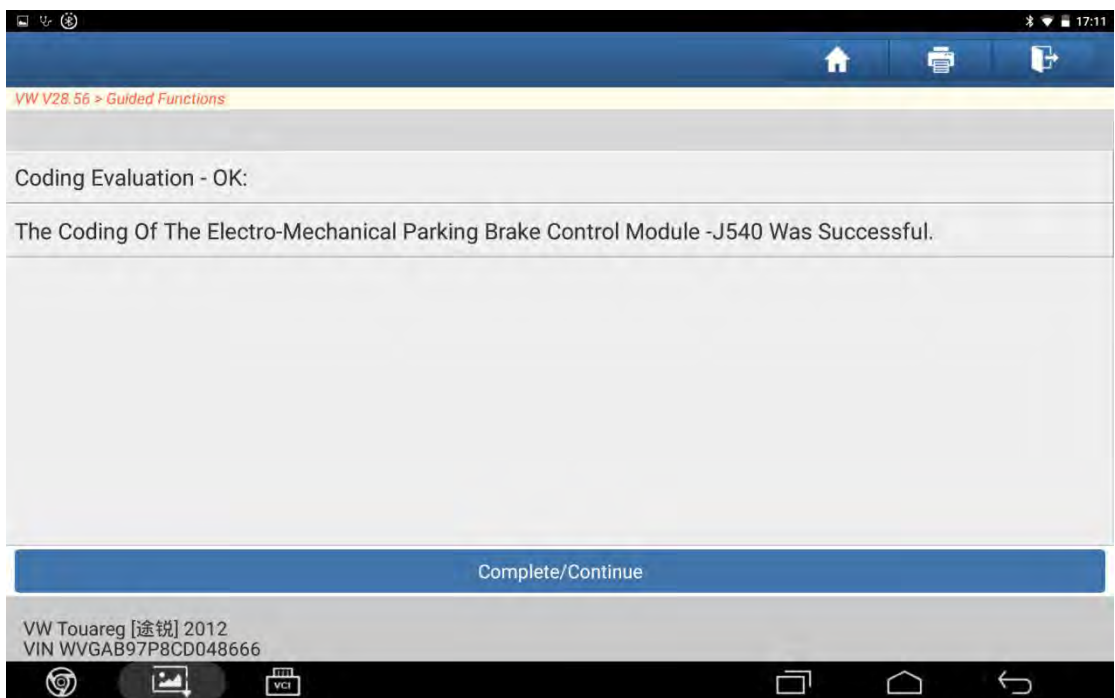 17:11
VW V28.56 > Guided Functions
Coding Evaluation - OK:
The Coding Of The Electro-Mechanical Parking Brake Control Module -J540 Was Successful.
Complete/Continue
VW Touareg [途锐] 2012
VIN WVGAB97P8CD048666
VCI